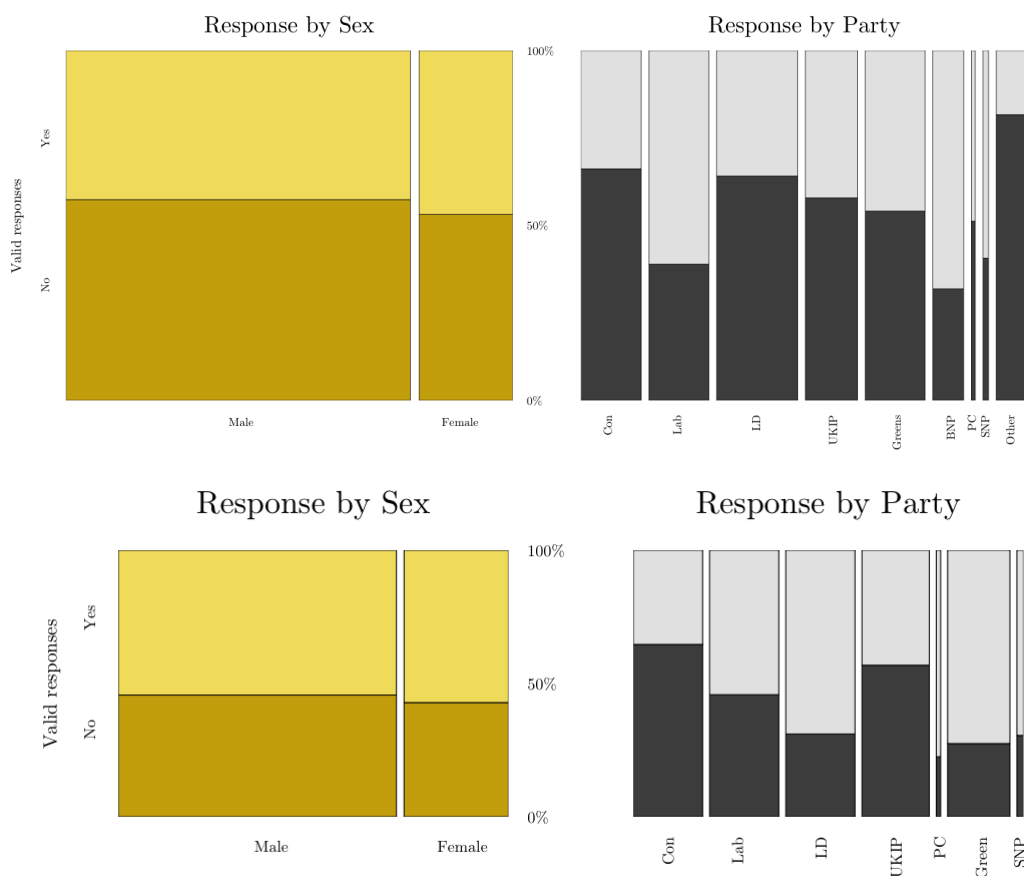 Response by Sex
Response by Party
Valid responses
Yes
No
100%
50%
0%
Male
Female
Con
Lab
LD
UKIP
Greens
BNP
PC
SNP
Other
Response by Sex
Response by Party
Valid responses
Yes
No
100%
50%
0%
Male
Female
Con
Lab
LD
UKIP
PC
Green
SNP